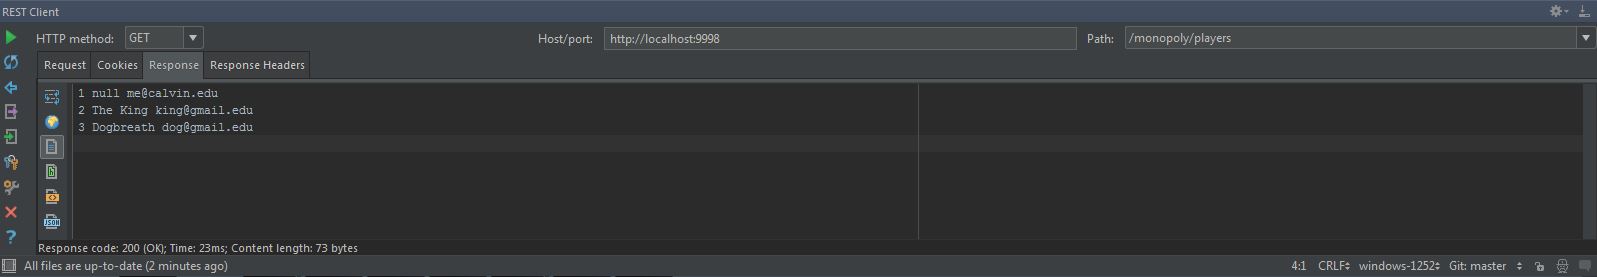 REST Client
HTTP method: GET Host/port: http://localhost:9998 Path: /monopoly/players
Request Cookies Response Response Headers
1 null me@calvin.edu
2 The King king@gmail.edu
3 Dogbreath dog@gmail.edu
Response code: 200 (OK); Time: 23ms; Content length: 73 bytes
All files are up-to-date (2 minutes ago) 4:1 CRLF windows-1252 Git: master